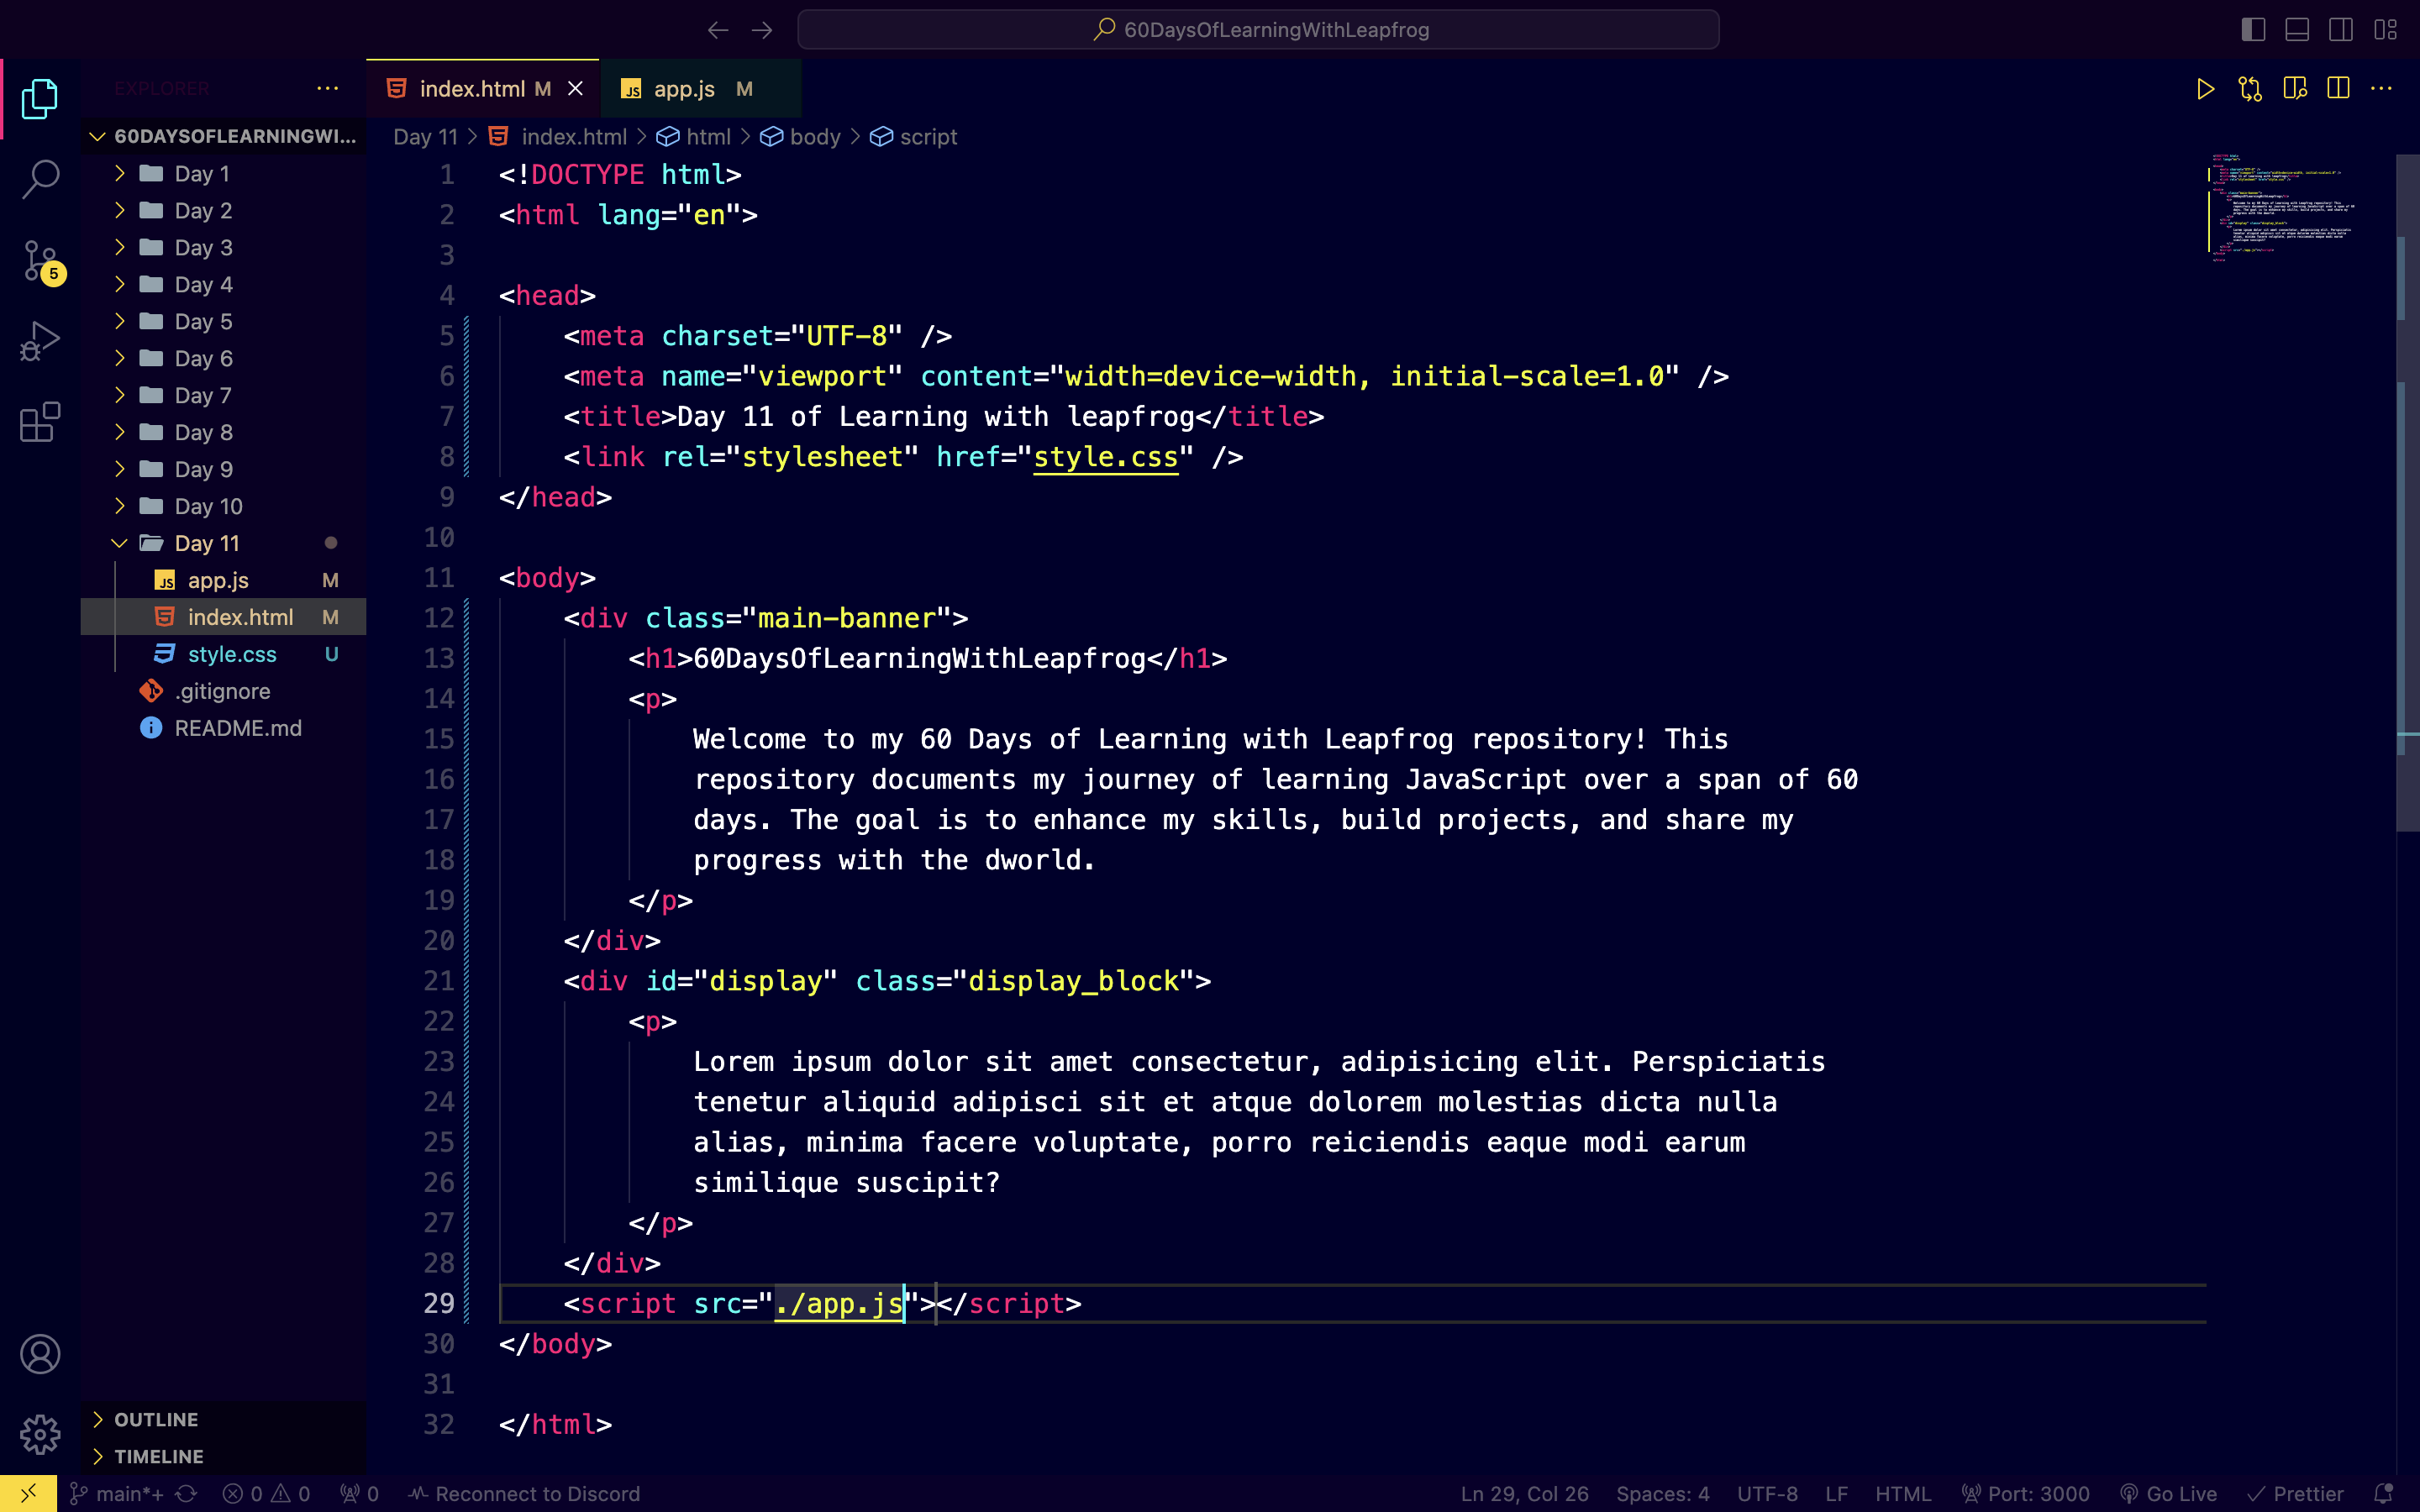 60DaysOfLearningWithLeapfrog
EXPLORER
index.html M
app.js M
60DAYSOFLEARNINGWI...
Day 11 > index.html > html > body > script
Day 1
Day 2
Day 3
Day 4
Day 5
Day 6
Day 7
Day 8
Day 9
Day 10
Day 11
app.js M
index.html M
style.css U
.gitignore
README.md
5
1 <!DOCTYPE html>
2 <html lang="en">
3
4 <head>
5 <meta charset="UTF-8" />
6 <meta name="viewport" content="width=device-width, initial-scale=1.0" />
7 <title>Day 11 of Learning with leapfrog</title>
8 <link rel="stylesheet" href="style.css" />
9 </head>
10
11 <body>
12 <div class="main-banner">
13 <h1>60DaysOfLearningWithLeapfrog</h1>
14 <p>
15 Welcome to my 60 Days of Learning with Leapfrog repository! This
16 repository documents my journey of learning JavaScript over a span of 60
17 days. The goal is to enhance my skills, build projects, and share my
18 progress with the dworld.
19 </p>
20 </div>
21 <div id="display" class="display_block">
22 <p>
23 Lorem ipsum dolor sit amet consectetur, adipisicing elit. Perspiciatis
24 tenetur aliquid adipisci sit et atque dolorem molestias dicta nulla
25 alias, minima facere voluptate, porro reiciendis eaque modi earum
26 similique suscipit?
27 </p>
28 </div>
29 <script src="./app.js"></script>
30 </body>
31
32 </html>
OUTLINE
TIMELINE
main*+ 0 0 0 Reconnect to Discord Ln 29, Col 26 Spaces: 4 UTF-8 LF HTML Port: 3000 Go Live Prettier